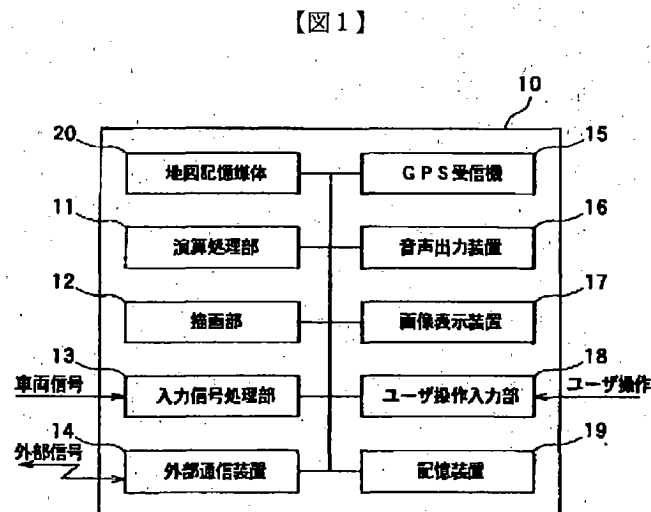 【図1】
10
20
地図記憶媒体
15
GPS受信機
11
演算処理部
16
音声出力装置
12
描画部
17
画像表示装置
13
車両信号
入力信号処理部
18
ユーザ操作入力部
ユーザ操作
14
外部信号
外部通信装置
19
記憶装置